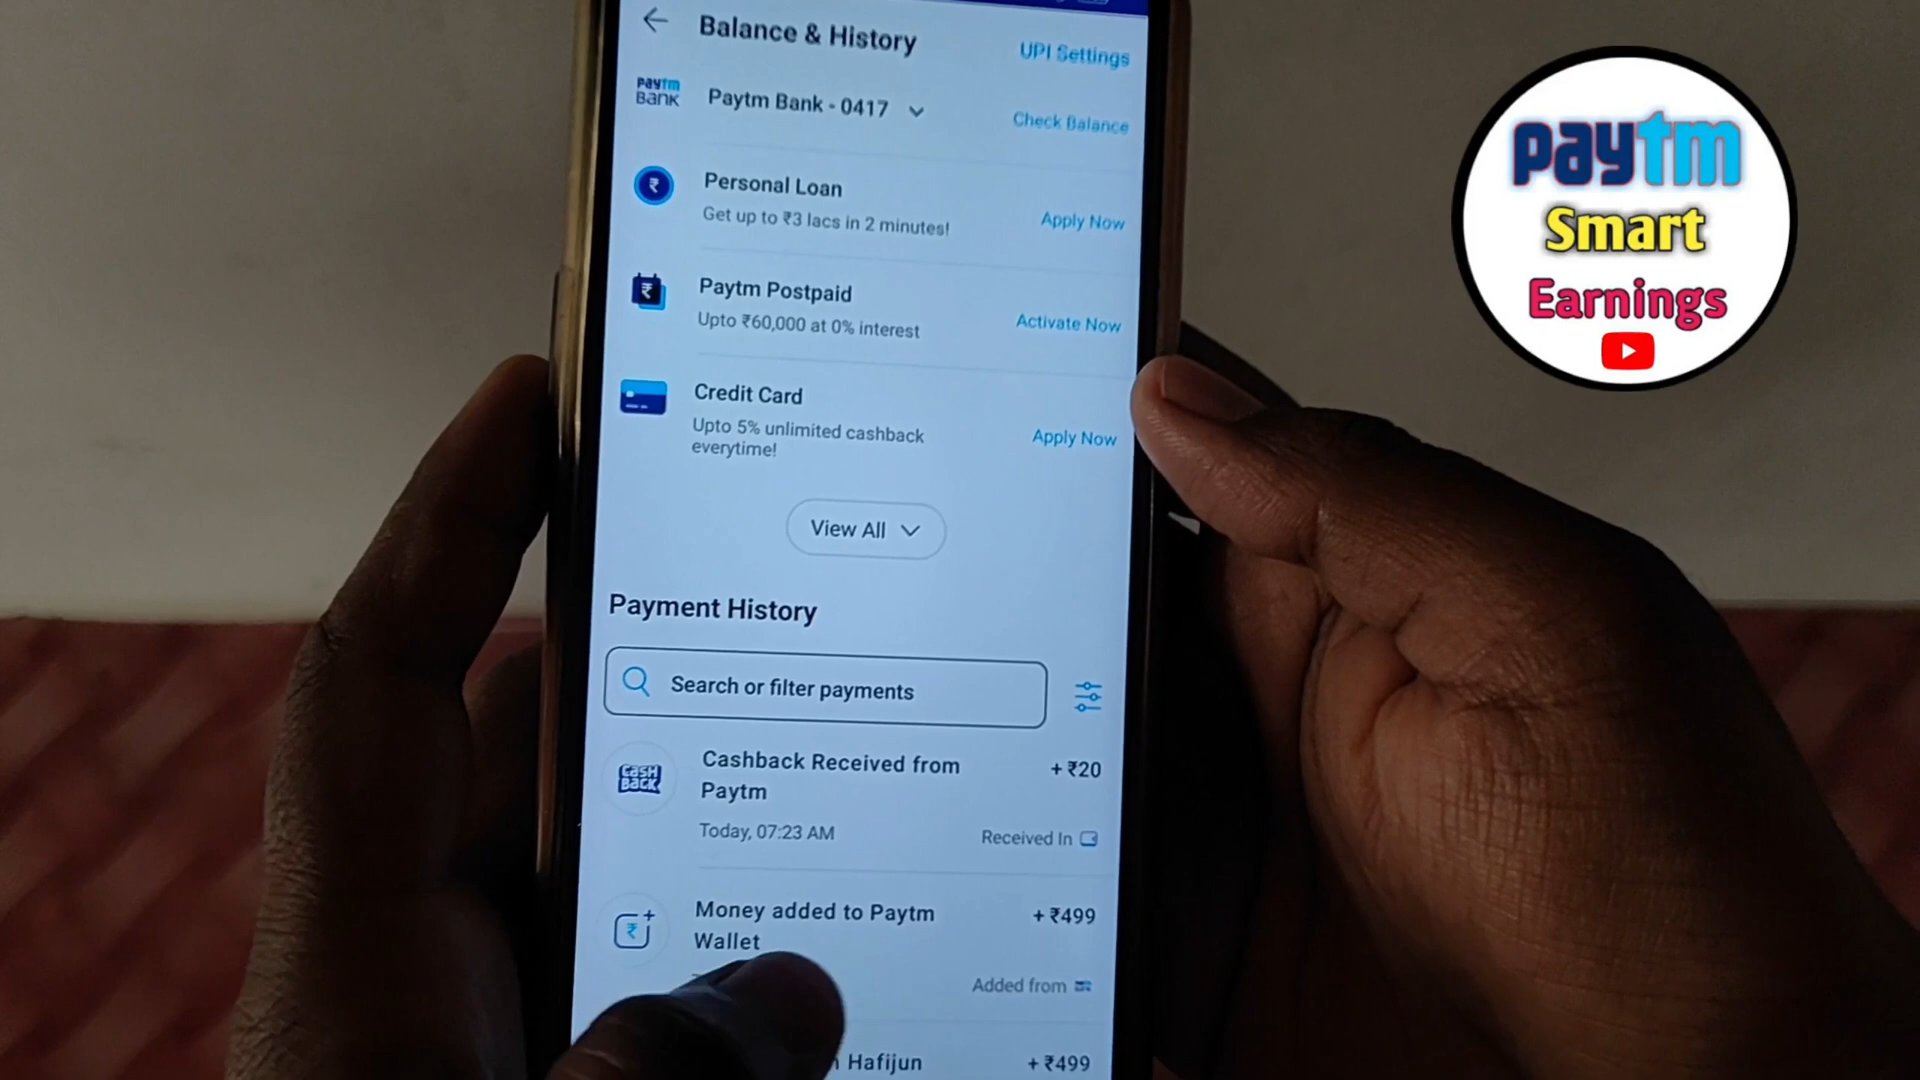 Balance & History
UPI Settings
paytm
BANK
Paytm Bank - 0417
Check Balance
Personal Loan
Get up to ₹3 lacs in 2 minutes!
Apply Now
Paytm Postpaid
Upto ₹60,000 at 0% interest
Activate Now
Credit Card
Upto 5% unlimited cashback
everytime!
Apply Now
View All
Payment History
Search or filter payments
CASH
BACK
Cashback Received from
Paytm
+ ₹20
Today, 07:23 AM
Received In
Money added to Paytm
Wallet
+ ₹499
Added from
Hafijun
+ ₹499
paytm
Smart
Earnings